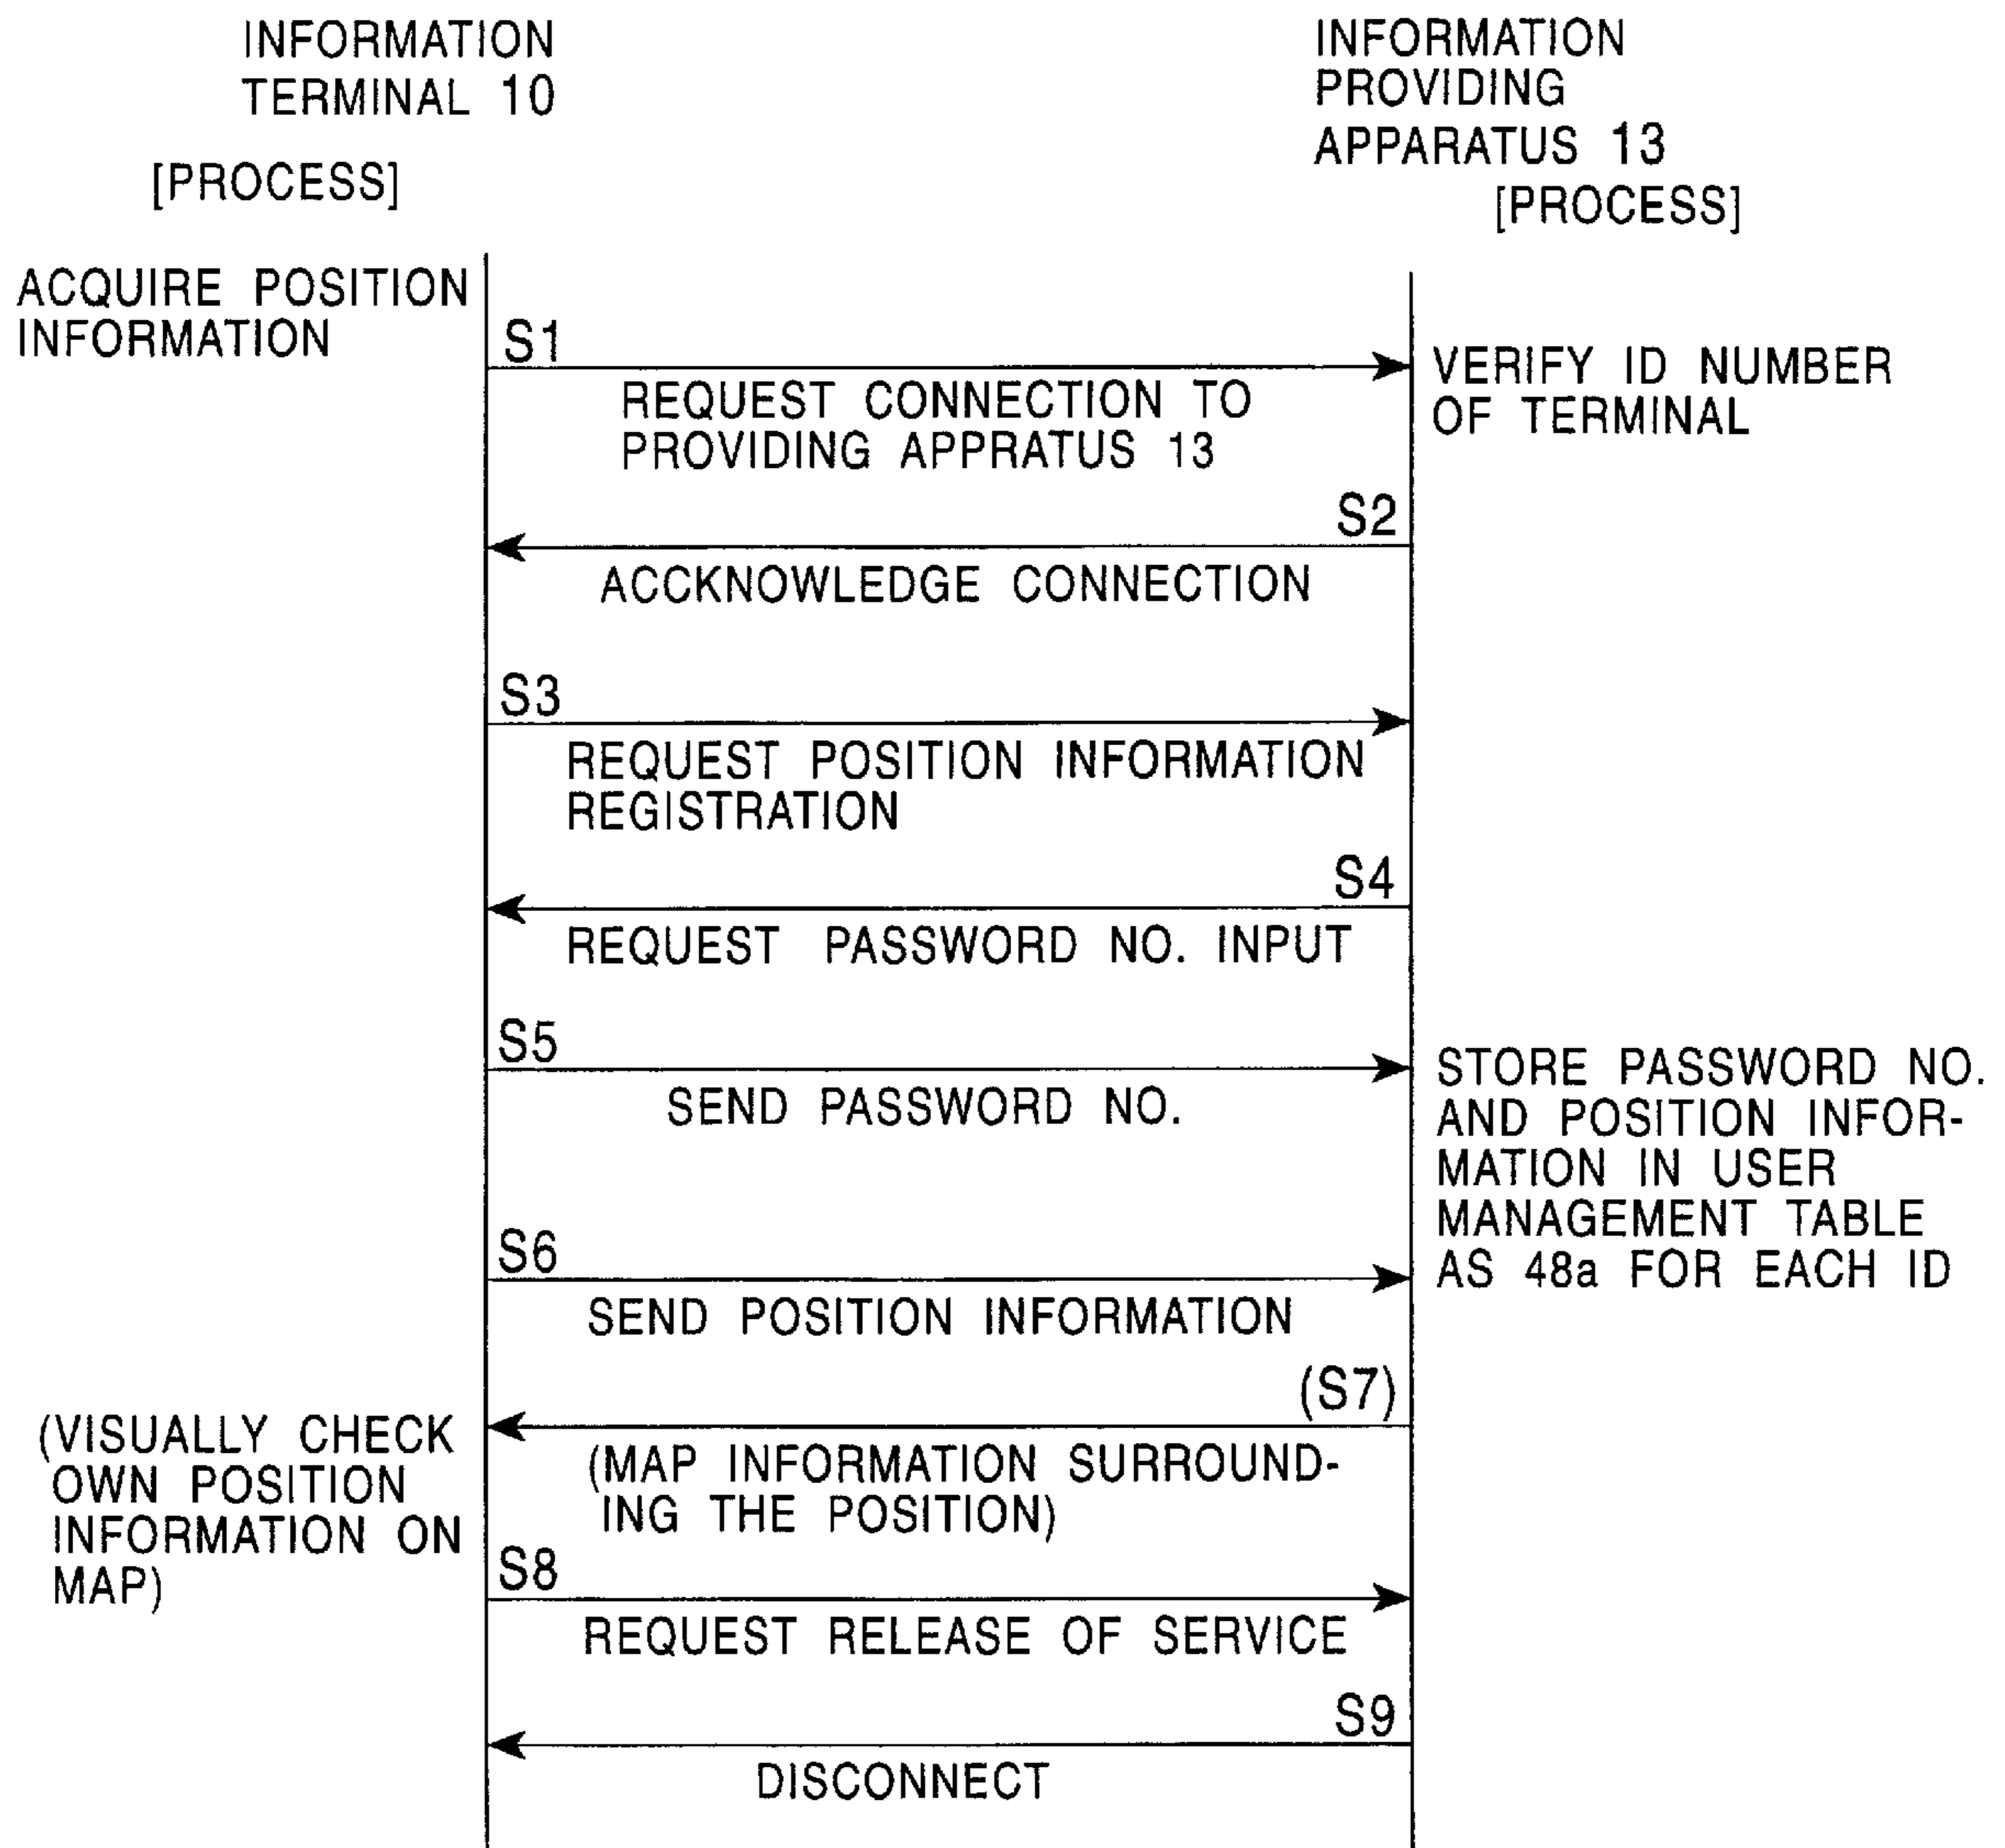 INFORMATION
TERMINAL 10
[PROCESS]
INFORMATION
PROVIDING
APPARATUS 13
[PROCESS]
ACQUIRE POSITION
INFORMATION
S1
REQUEST CONNECTION TO
PROVIDING APPRATUS 13
VERIFY ID NUMBER
OF TERMINAL
S2
ACCKNOWLEDGE CONNECTION
S3
REQUEST POSITION INFORMATION
REGISTRATION
S4
REQUEST PASSWORD NO. INPUT
S5
SEND PASSWORD NO.
STORE PASSWORD NO.
AND POSITION INFOR-
MATION IN USER
MANAGEMENT TABLE
AS 48a FOR EACH ID
S6
SEND POSITION INFORMATION
(S7)
(MAP INFORMATION SURROUND-
ING THE POSITION)
(VISUALLY CHECK
OWN POSITION
INFORMATION ON
MAP)
S8
REQUEST RELEASE OF SERVICE
S9
DISCONNECT